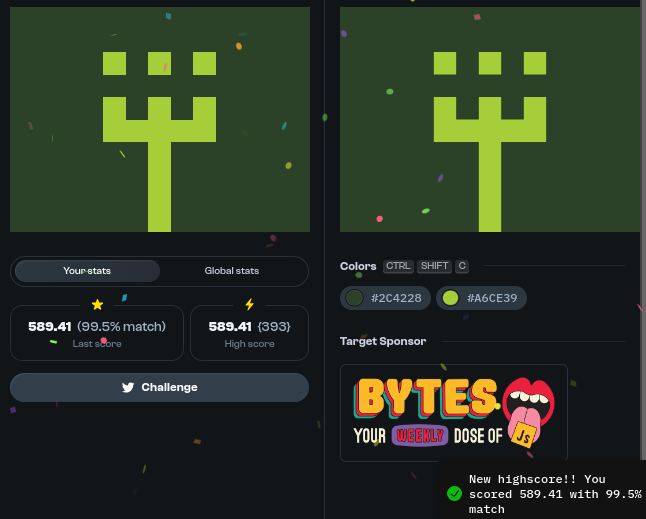 Your stats
Global stats
589.41 (99.5% match)
Last score
589.41 {393}
High score
Challenge
Colors CTRL SHIFT C
#2C4228
#A6CE39
Target Sponsor
BYTES
YOUR WEEKLY DOSE OF JS
New highscore!! You
scored 589.41 with 99.5%
match